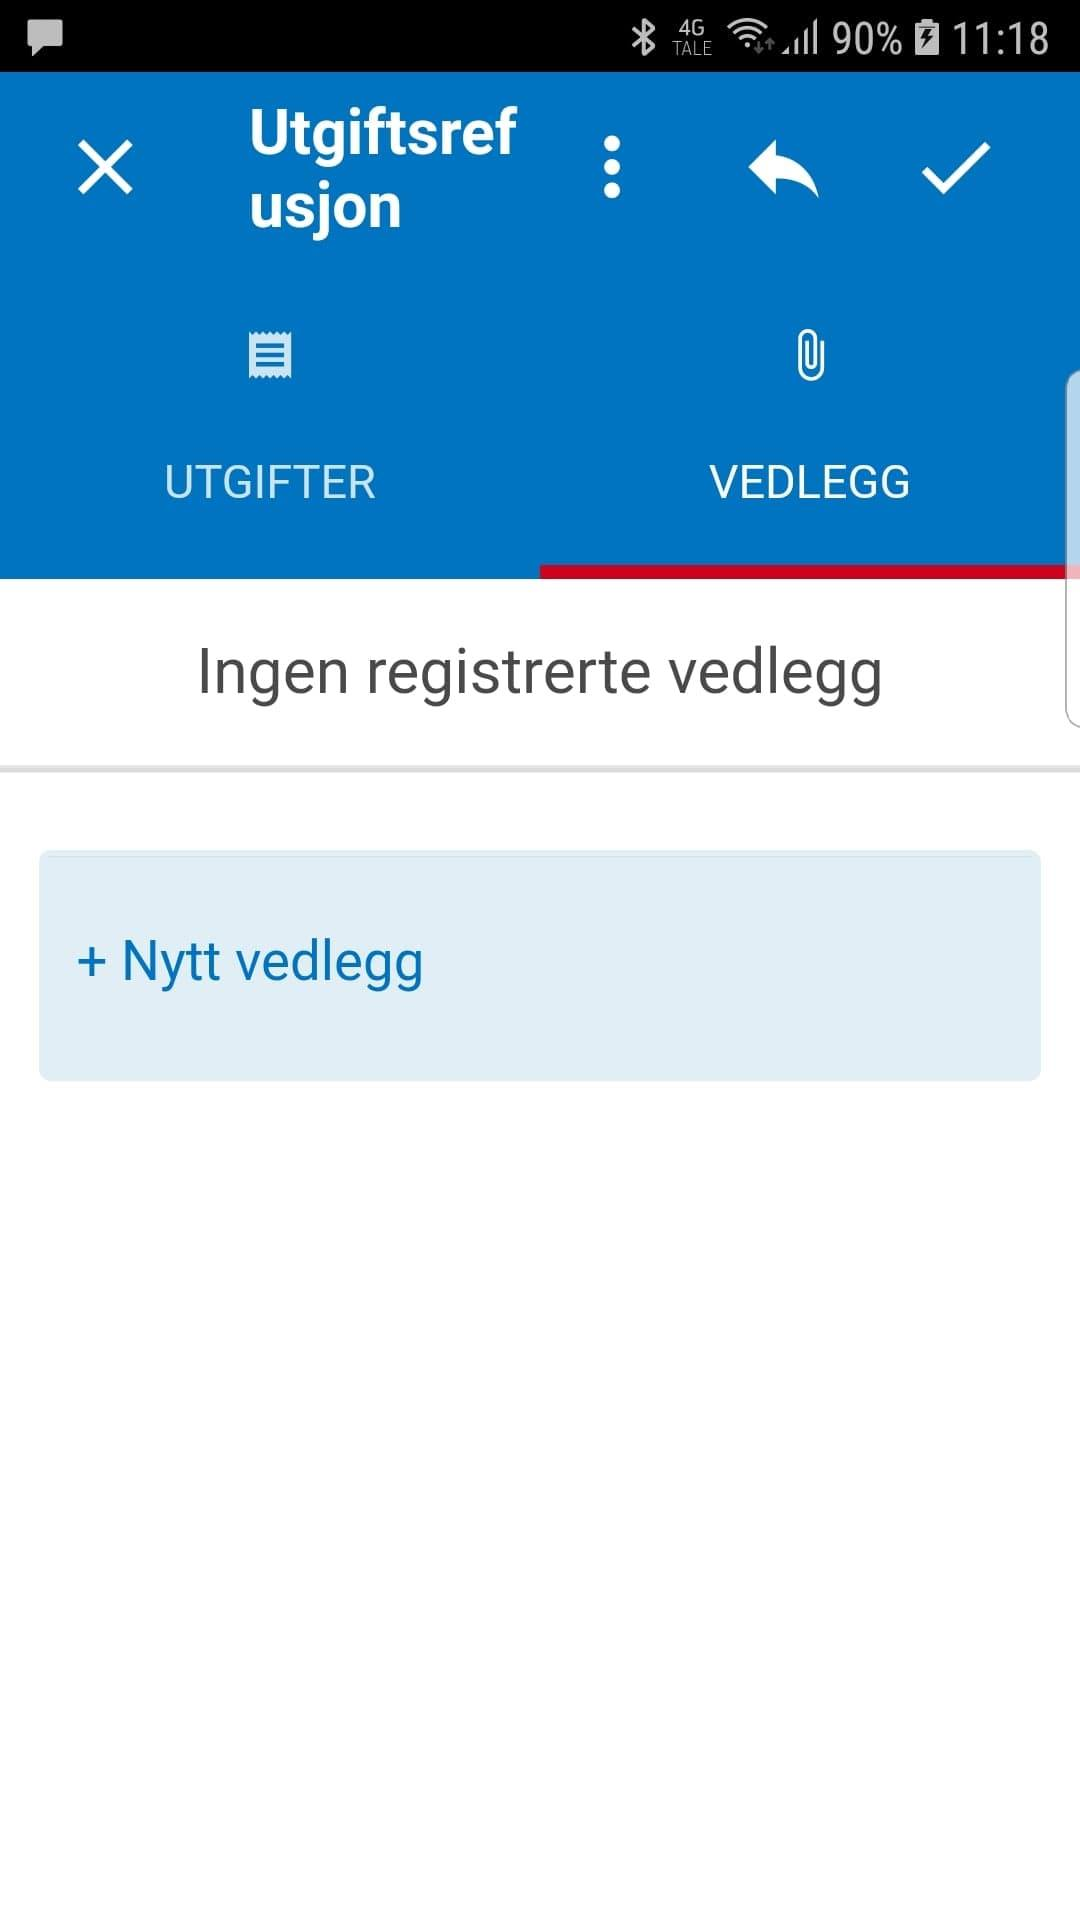 4G
TALE
90%
11:18
Utgiftsref
usjon
UTGIFTER
VEDLEGG
Ingen registrerte vedlegg
+ Nytt vedlegg